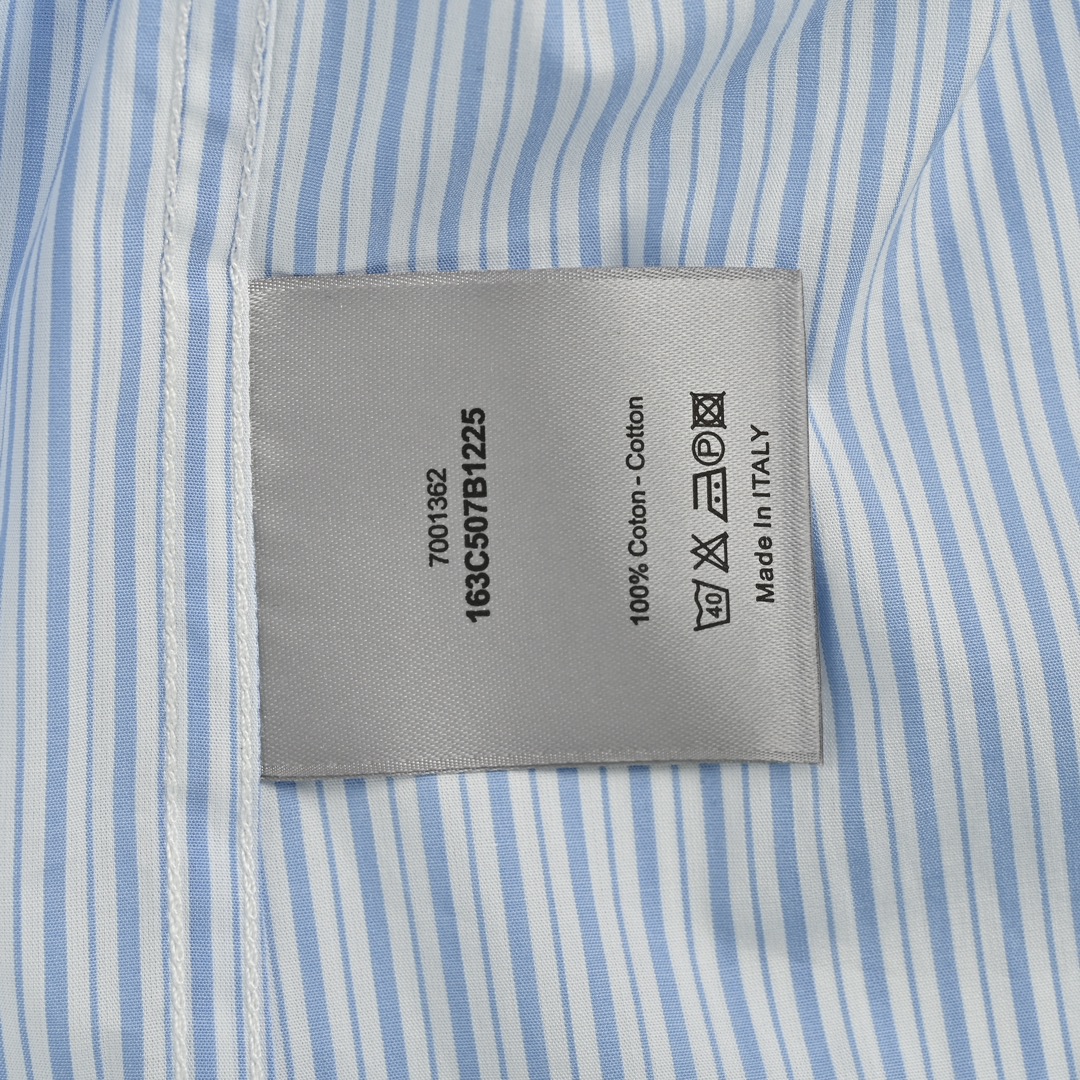 7001362
163C507B1225
100% Coton - Cotton
40 P
Made In ITALY